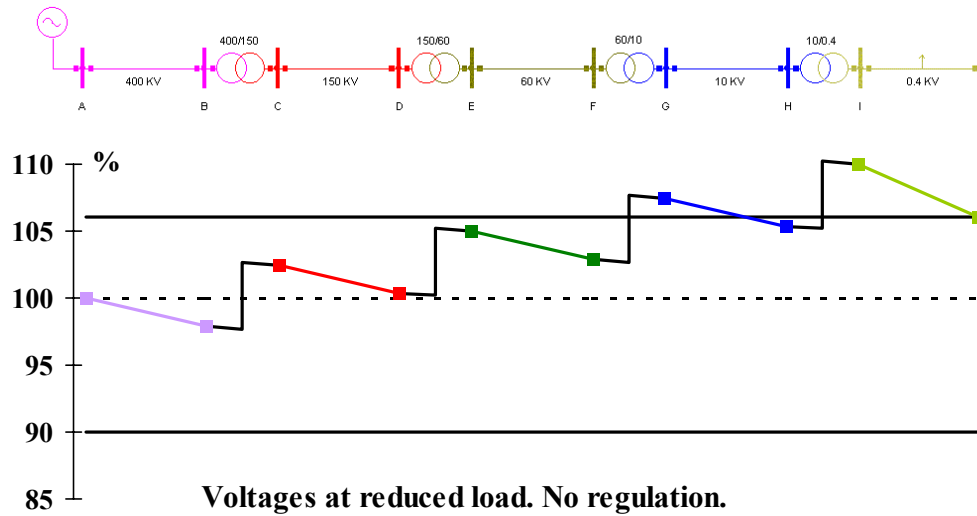 400/150 150/60 60/10 10/0.4
400 KV 150 KV 60 KV 10 KV 0.4 KV
A B C D E F G H I
110 %
105
100
95
90
85
Voltages at reduced load. No regulation.